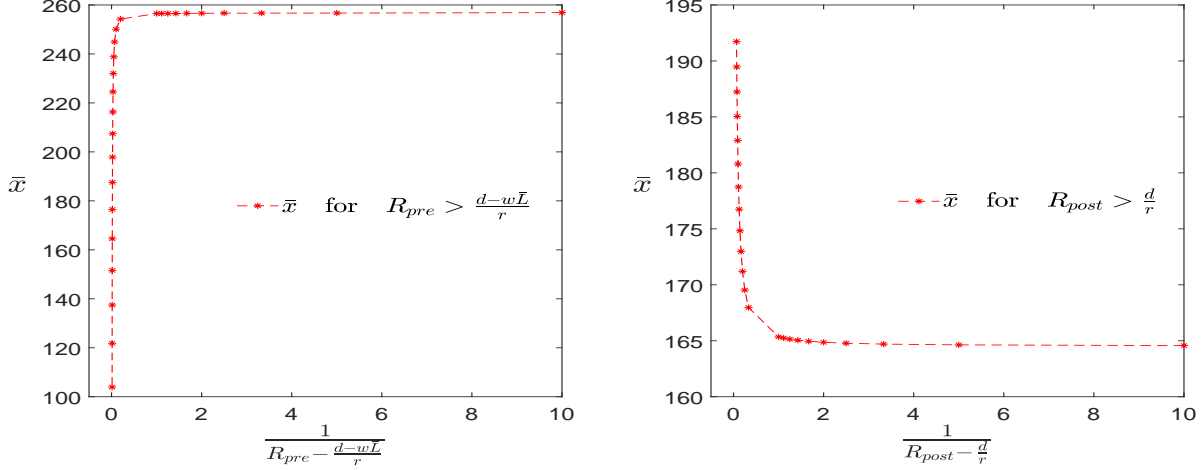 260
240
220
200
180
160
140
120
100
x̄
0 2 4 6 8 10
x̄ for R_pre > (d−wL̄)/r
1/(R_pre − (d−wL̄)/r)
195
190
185
180
175
170
165
160
x̄
0 2 4 6 8 10
x̄ for R_post > d/r
1/(R_post − d/r)